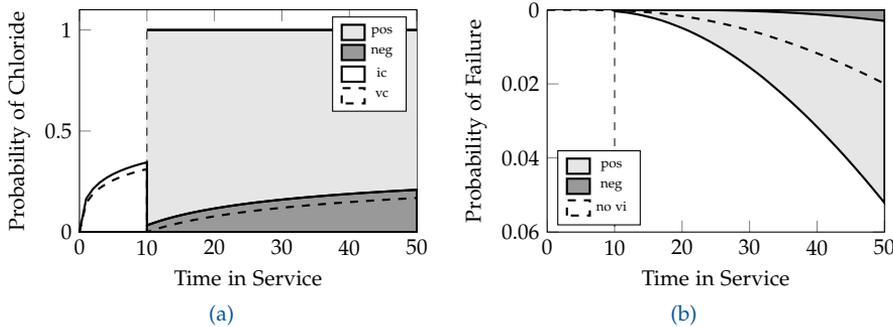 Probability of Chloride
1
0.5
0
0
10
20
30
40
50
pos
neg
ic
vc
Time in Service
(a)
Probability of Failure
0
0.02
0.04
0.06
0
10
20
30
40
50
pos
neg
no vi
Time in Service
(b)